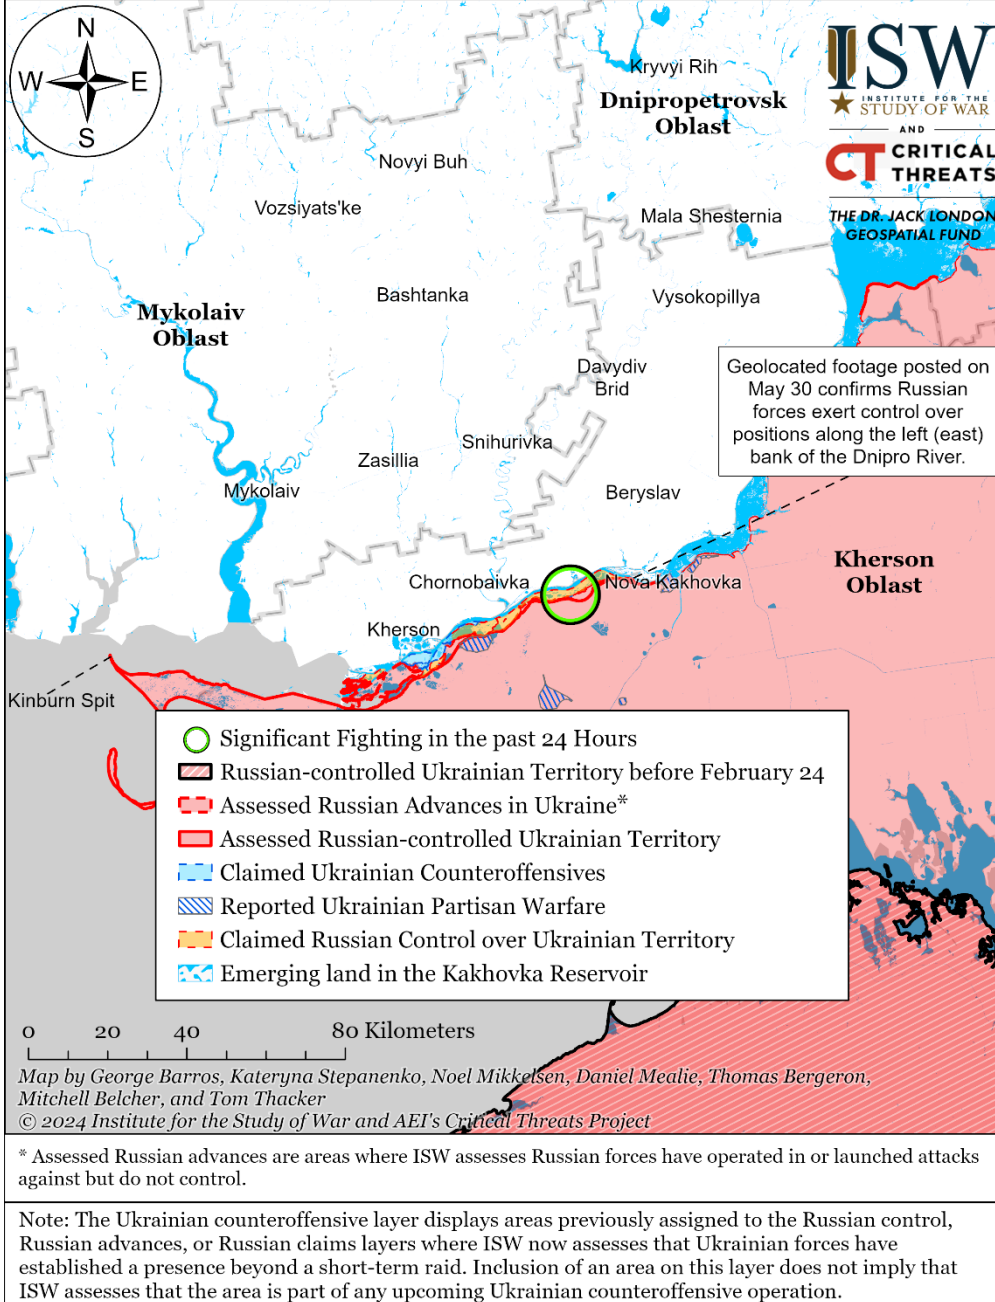 N
W
E
S
ISW
INSTITUTE FOR THE
STUDY OF WAR
AND
CT CRITICAL
THREATS
THE DR. JACK LONDON
GEOSPATIAL FUND
Kryvyi Rih
Dnipropetrovsk
Oblast
Novyi Buh
Vozsiyats'ke
Mala Shesternia
Bashtanka
Vysokopillya
Mykolaiv
Oblast
Davydiv
Brid
Geolocated footage posted on
May 30 confirms Russian
forces exert control over
positions along the left (east)
bank of the Dnipro River.
Snihurivka
Zasillia
Mykolaiv
Beryslav
Kherson
Oblast
Chornobaivka
Nova Kakhovka
Kherson
Kinburn Spit
Significant Fighting in the past 24 Hours
Russian-controlled Ukrainian Territory before February 24
Assessed Russian Advances in Ukraine*
Assessed Russian-controlled Ukrainian Territory
Claimed Ukrainian Counteroffensives
Reported Ukrainian Partisan Warfare
Claimed Russian Control over Ukrainian Territory
Emerging land in the Kakhovka Reservoir
0 20 40 80 Kilometers
Map by George Barros, Kateryna Stepanenko, Noel Mikkelsen, Daniel Mealie, Thomas Bergeron,
Mitchell Belcher, and Tom Thacker
© 2024 Institute for the Study of War and AEI's Critical Threats Project
* Assessed Russian advances are areas where ISW assesses Russian forces have operated in or launched attacks
against but do not control.
Note: The Ukrainian counteroffensive layer displays areas previously assigned to the Russian control,
Russian advances, or Russian claims layers where ISW now assesses that Ukrainian forces have
established a presence beyond a short-term raid. Inclusion of an area on this layer does not imply that
ISW assesses that the area is part of any upcoming Ukrainian counteroffensive operation.